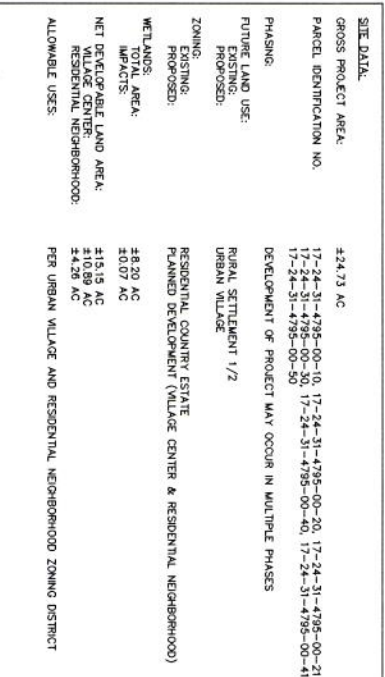 SITE DATA:
GROSS PROJECT AREA: ±24.73 AC
PARCEL IDENTIFICATION NO. 17-24-31-4795-00-10, 17-24-31-4795-00-20, 17-24-31-4795-00-21
17-24-31-4795-00-30, 17-24-31-4795-00-40, 17-24-31-4795-00-41
17-24-31-4795-00-50
PHASING: DEVELOPMENT OF PROJECT MAY OCCUR IN MULTIPLE PHASES
FUTURE LAND USE:
EXISTING: RURAL SETTLEMENT 1/2
PROPOSED: URBAN VILLAGE
ZONING:
EXISTING: RESIDENTIAL COUNTRY ESTATE
PROPOSED: PLANNED DEVELOPMENT (VILLAGE CENTER & RESIDENTIAL NEIGHBORHOOD)
WETLANDS:
TOTAL AREA: ±8.20 AC
IMPACTS: ±0.07 AC
NET DEVELOPABLE LAND AREA: ±15.15 AC
VILLAGE CENTER: ±10.89 AC
RESIDENTIAL NEIGHBORHOOD: ±4.26 AC
ALLOWABLE USES: PER URBAN VILLAGE AND RESIDENTIAL NEIGHBORHOOD ZONING DISTRICT